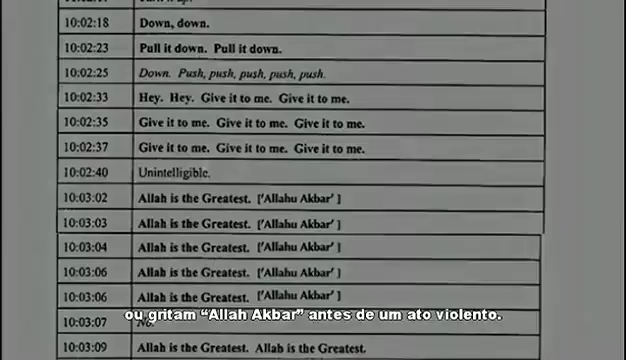 10:02:18 Down, down.
10:02:23 Pull it down. Pull it down.
10:02:25 Down. Push, push, push, push, push.
10:02:33 Hey. Hey. Give it to me. Give it to me.
10:02:35 Give it to me. Give it to me. Give it to me.
10:02:37 Give it to me. Give it to me. Give it to me.
10:02:40 Unintelligible.
10:03:02 Allah is the Greatest. ['Allahu Akbar' ]
10:03:03 Allah is the Greatest. ['Allahu Akbar' ]
10:03:04 Allah is the Greatest. ['Allahu Akbar' ]
10:03:06 Allah is the Greatest. ['Allahu Akbar' ]
10:03:06 Allah is the Greatest. ['Allahu Akbar' ]
ou gritam “Allah Akbar” antes de um ato violento.
10:03:07 No.
10:03:09 Allah is the Greatest. Allah is the Greatest.